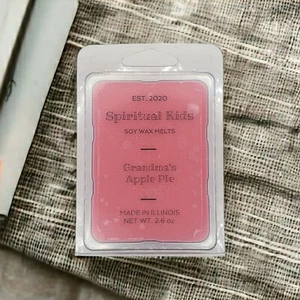 EST. 2020
Spiritual Kids
SOY WAX MELTS
Grandma's
Apple Pie
MADE IN ILLINOIS
NET WT. 2.6 oz